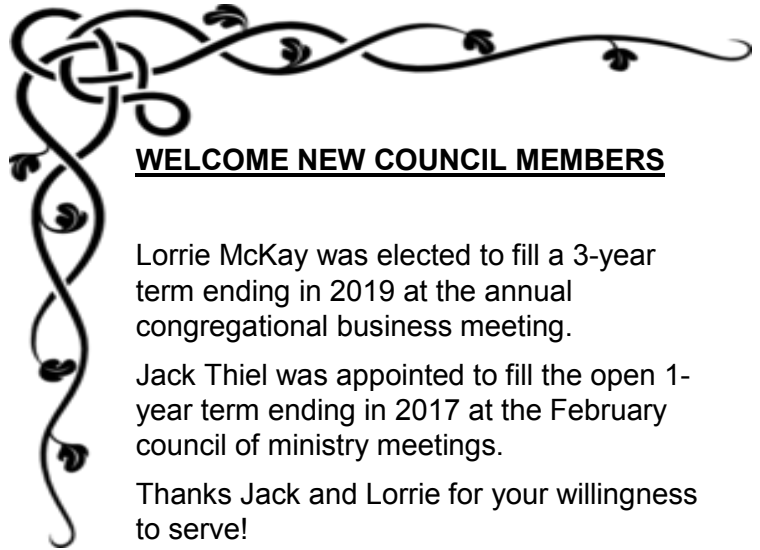 WELCOME NEW COUNCIL MEMBERS
Lorrie McKay was elected to fill a 3-year
term ending in 2019 at the annual
congregational business meeting.
Jack Thiel was appointed to fill the open 1-
year term ending in 2017 at the February
council of ministry meetings.
Thanks Jack and Lorrie for your willingness
to serve!